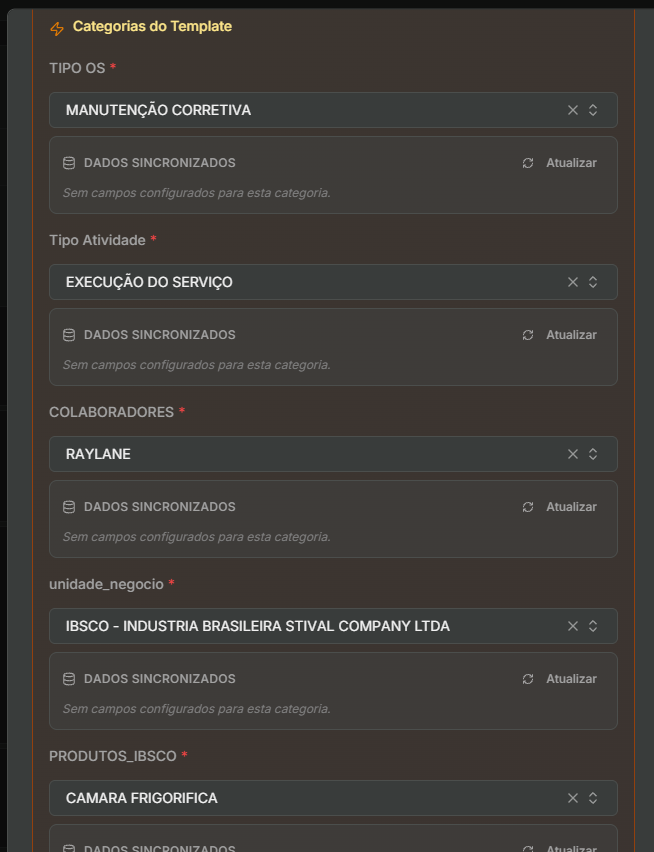 Categorias do Template
TIPO OS *
MANUTENÇÃO CORRETIVA
DADOS SINCRONIZADOS Atualizar
Sem campos configurados para esta categoria.
Tipo Atividade *
EXECUÇÃO DO SERVIÇO
DADOS SINCRONIZADOS Atualizar
Sem campos configurados para esta categoria.
COLABORADORES *
RAYLANE
DADOS SINCRONIZADOS Atualizar
Sem campos configurados para esta categoria.
unidade_negocio *
IBSCO - INDUSTRIA BRASILEIRA STIVAL COMPANY LTDA
DADOS SINCRONIZADOS Atualizar
Sem campos configurados para esta categoria.
PRODUTOS_IBSCO *
CAMARA FRIGORIFICA
DADOS SINCRONIZADOS Atualizar